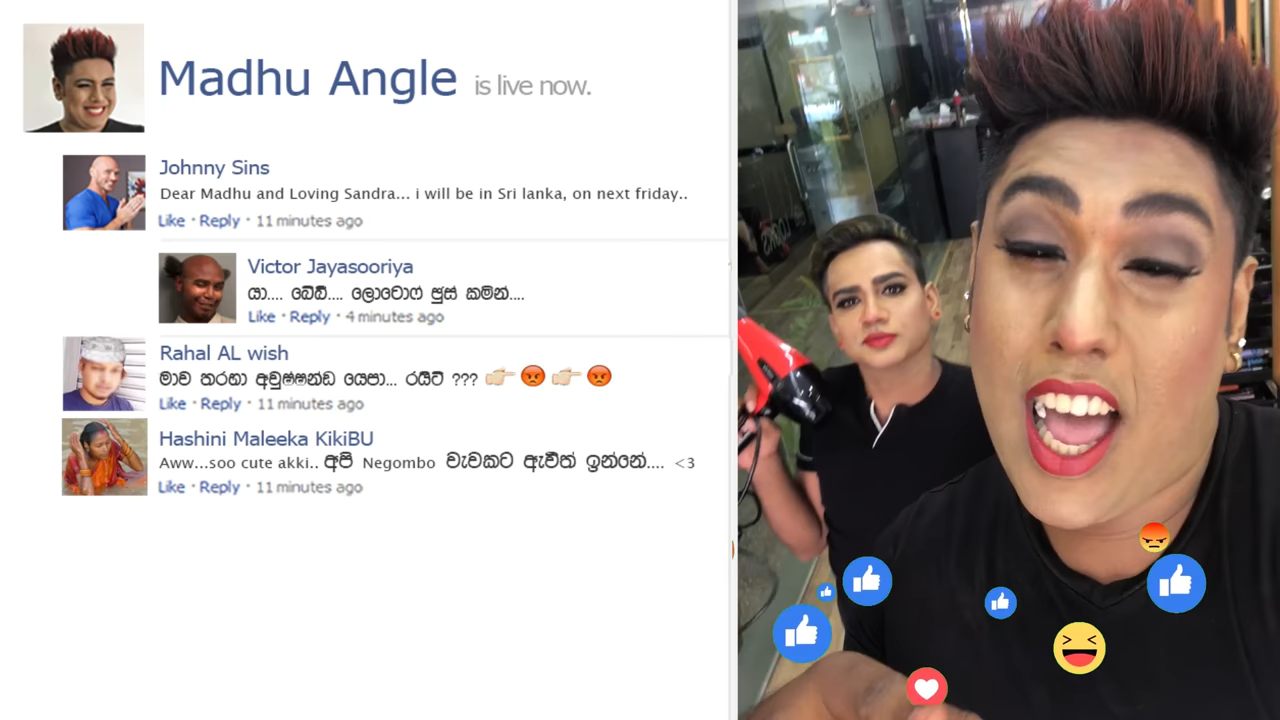 Madhu Angle is live now.
Johnny Sins
Dear Madhu and Loving Sandra... i will be in Sri lanka, on next friday..
Like · Reply · 11 minutes ago
Victor Jayasooriya
යා.... බේබි.... ලොටොෆ් ජුස් කමින්....
Like · Reply · 4 minutes ago
Rahal AL wish
මාව තරහා අවුෂ්ෂන්ඩ යෙපා... රයිට් ??? 👉🏻😡👉🏻😡
Like · Reply · 11 minutes ago
Hashini Maleeka KikiBU
Aww...soo cute akki.. අපි Negombo වැවකට ඇවිත් ඉන්නේ.... <3
Like · Reply · 11 minutes ago